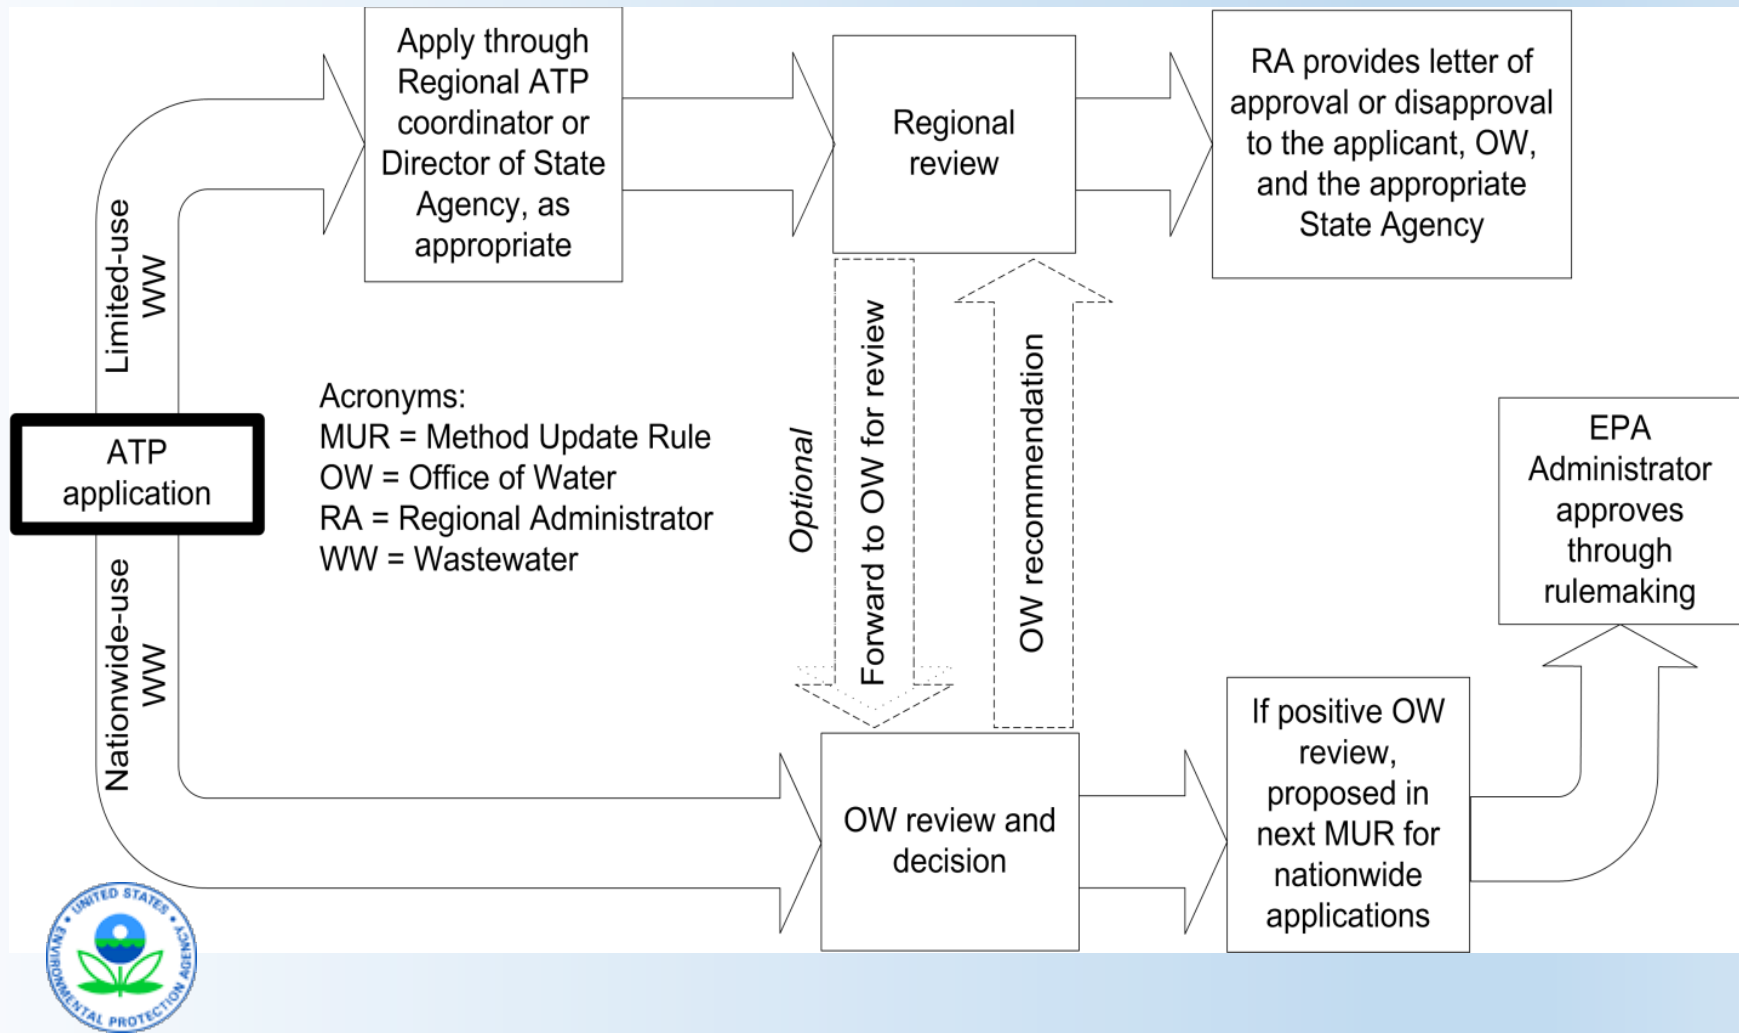 Apply through
Regional ATP
coordinator or
Director of State
Agency, as
appropriate
Regional
review
RA provides letter of
approval or disapproval
to the applicant, OW,
and the appropriate
State Agency
Limited-use
WW
ATP
application
Nationwide-use
WW
Acronyms:
MUR = Method Update Rule
OW = Office of Water
RA = Regional Administrator
WW = Wastewater
Optional
Forward to OW for review
OW recommendation
EPA
Administrator
approves
through
rulemaking
OW review and
decision
If positive OW
review,
proposed in
next MUR for
nationwide
applications
UNITED STATES
ENVIRONMENTAL PROTECTION AGENCY